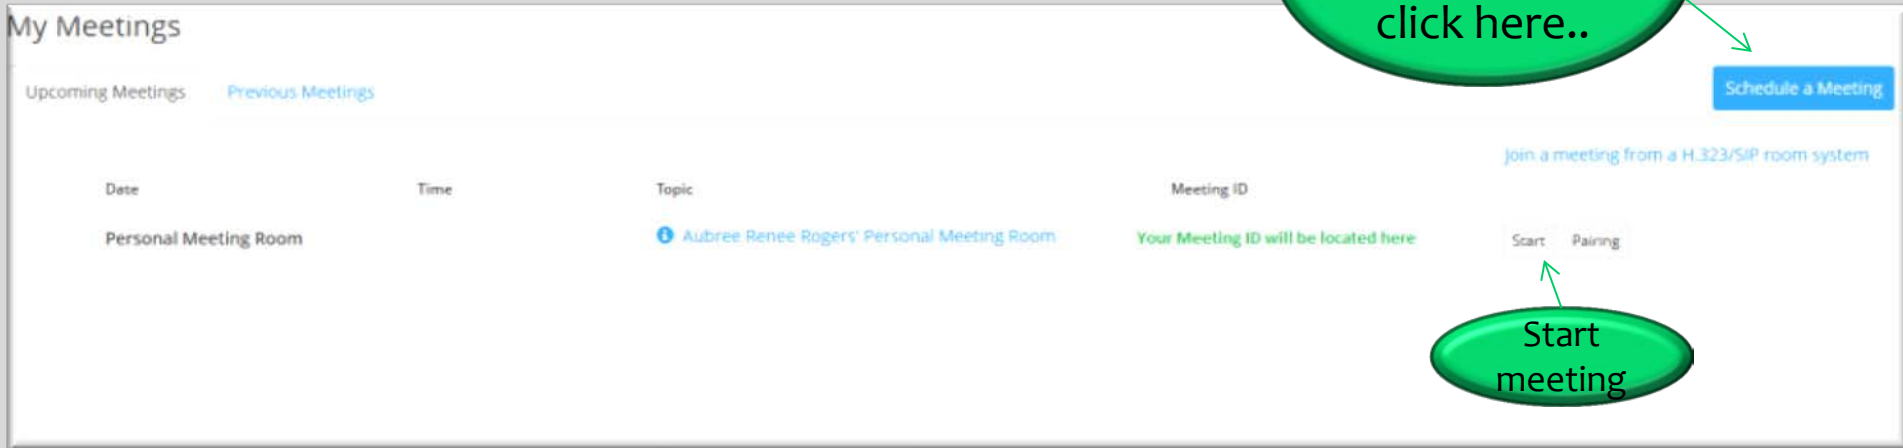 click here..
My Meetings
Upcoming Meetings Previous Meetings Schedule a Meeting
Join a meeting from a H.323/SIP room system
Date Time Topic Meeting ID
Personal Meeting Room Aubree Renee Rogers' Personal Meeting Room Your Meeting ID will be located here Start Pairing
Start
meeting